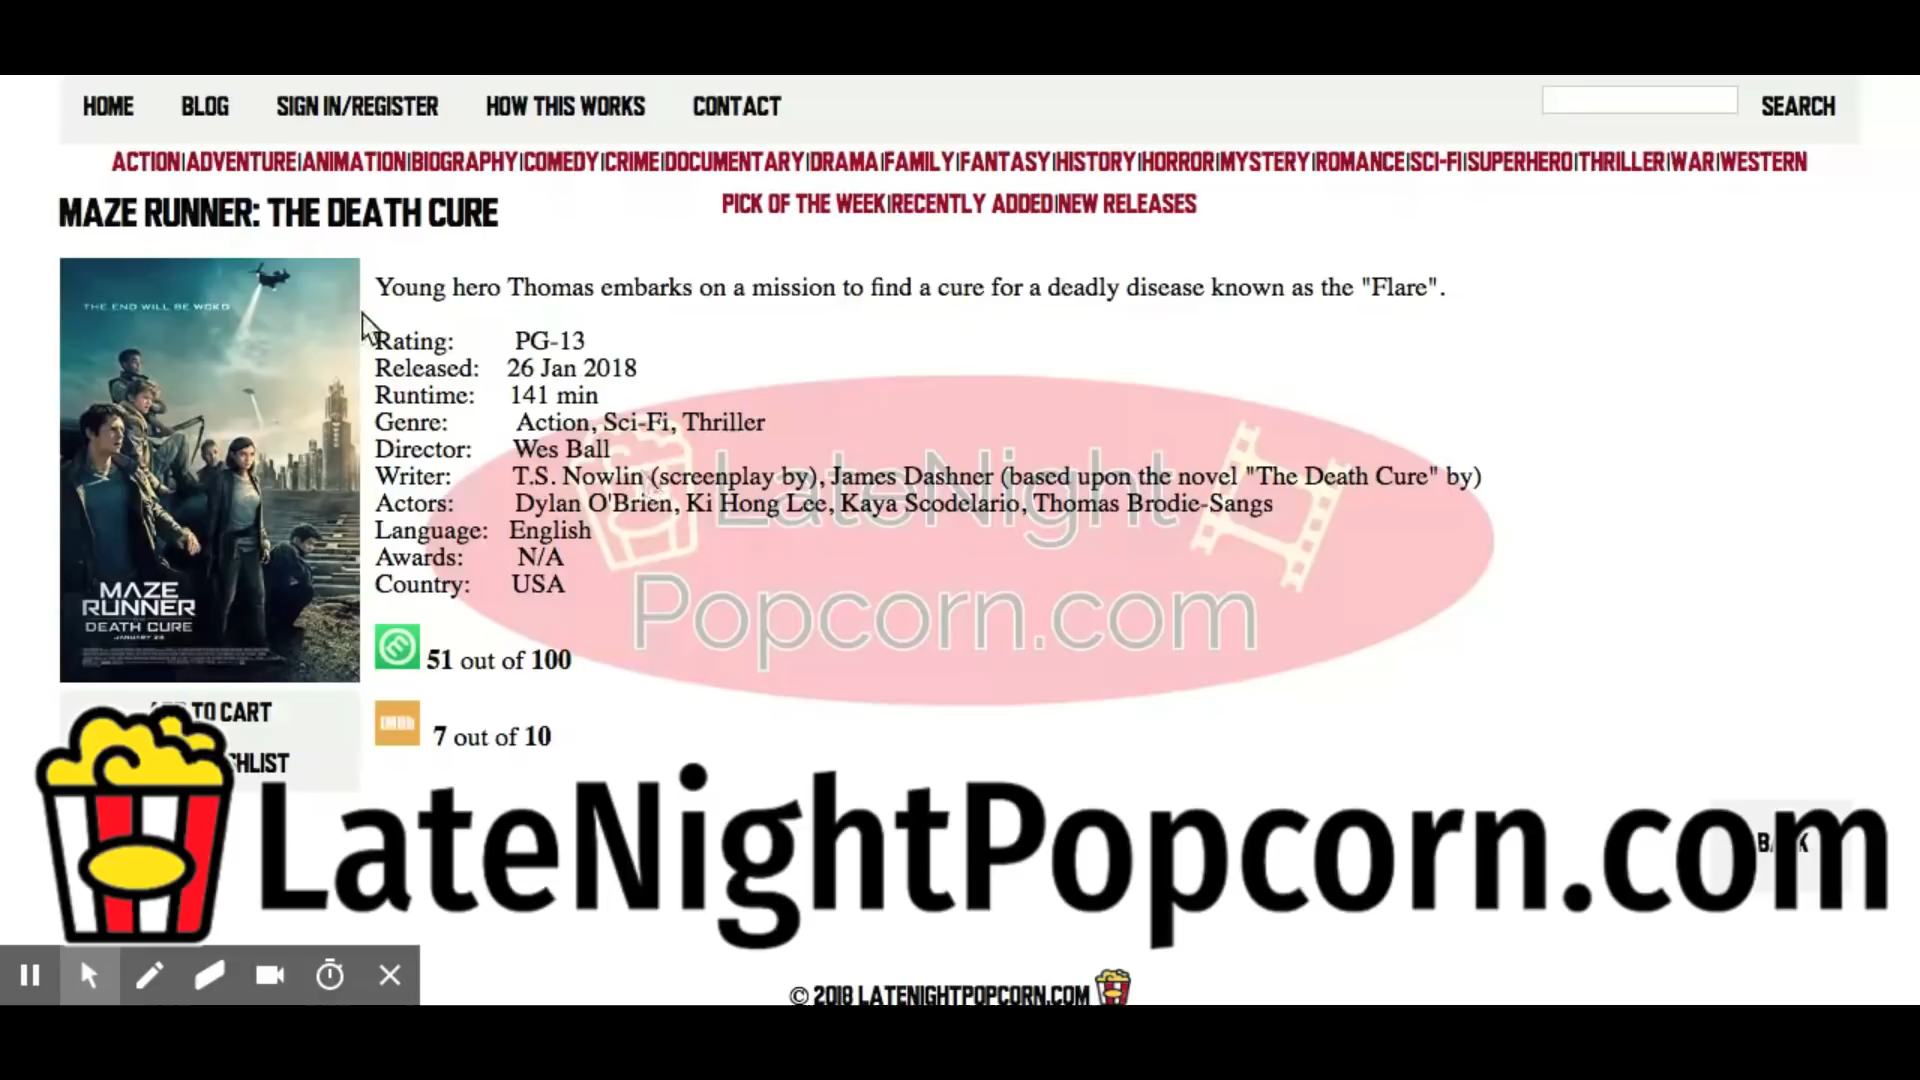 HOME BLOG SIGN IN/REGISTER HOW THIS WORKS CONTACT SEARCH
ACTION|ADVENTURE|ANIMATION|BIOGRAPHY|COMEDY|CRIME|DOCUMENTARY|DRAMA|FAMILY|FANTASY|HISTORY|HORROR|MYSTERY|ROMANCE|SCI-FI|SUPERHERO|THRILLER|WAR|WESTERN
PICK OF THE WEEK|RECENTLY ADDED|NEW RELEASES
MAZE RUNNER: THE DEATH CURE
THE END WILL BE WCKD
MAZE
RUNNER
DEATH CURE
JANUARY 26
Young hero Thomas embarks on a mission to find a cure for a deadly disease known as the "Flare".
Rating: PG-13
Released: 26 Jan 2018
Runtime: 141 min
Genre: Action, Sci-Fi, Thriller
Director: Wes Ball
Writer: T.S. Nowlin (screenplay by), James Dashner (based upon the novel "The Death Cure" by)
Actors: Dylan O'Brien, Ki Hong Lee, Kaya Scodelario, Thomas Brodie-Sangs
Language: English
Awards: N/A
Country: USA
LateNight
Popcorn.com
51 out of 100
IMDb
7 out of 10
TO CART
LateNightPopcorn.com
© 2018 LATENIGHTPOPCORN.COM